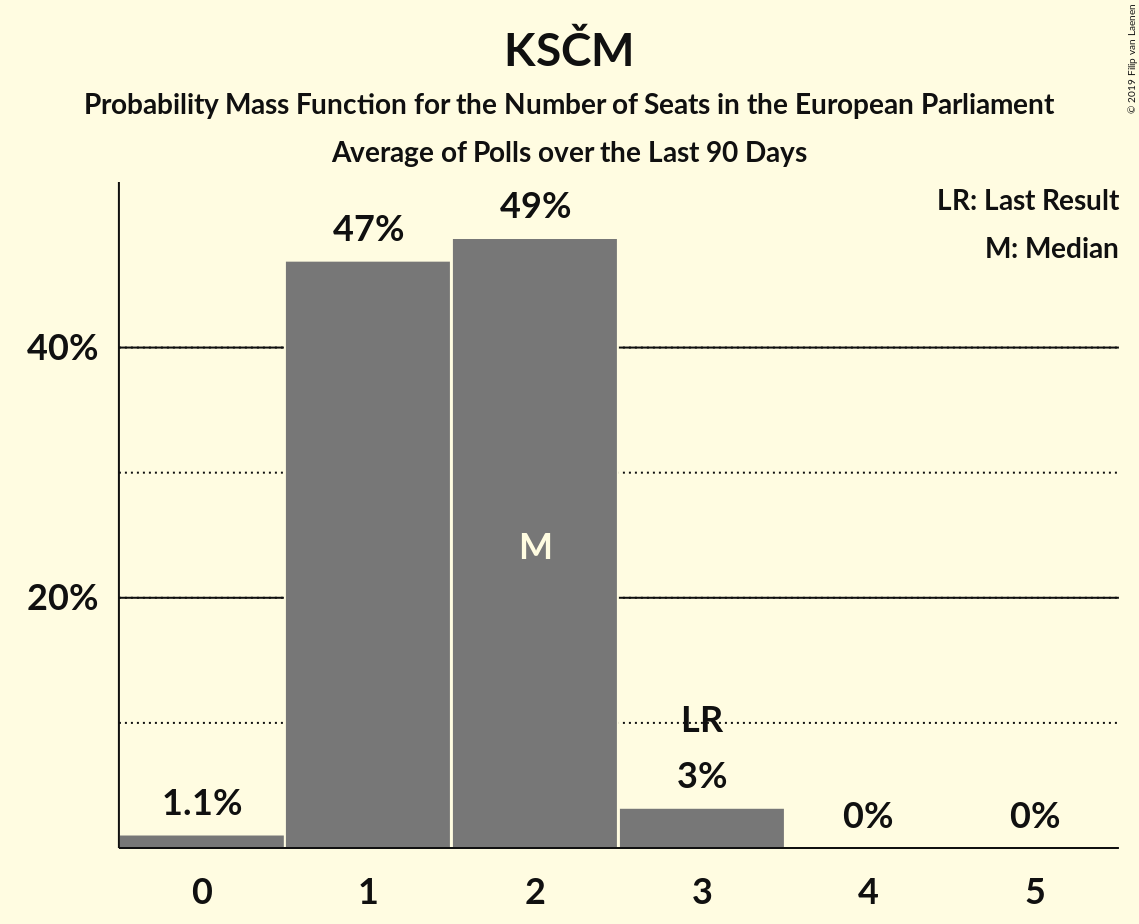 KSČM
Probability Mass Function for the Number of Seats in the European Parliament
Average of Polls over the Last 90 Days
© 2019 Filip van Laenen
LR: Last Result
M: Median
47%
49%
40%
M
20%
LR
3%
1.1%
0%
0%
0 1 2 3 4 5